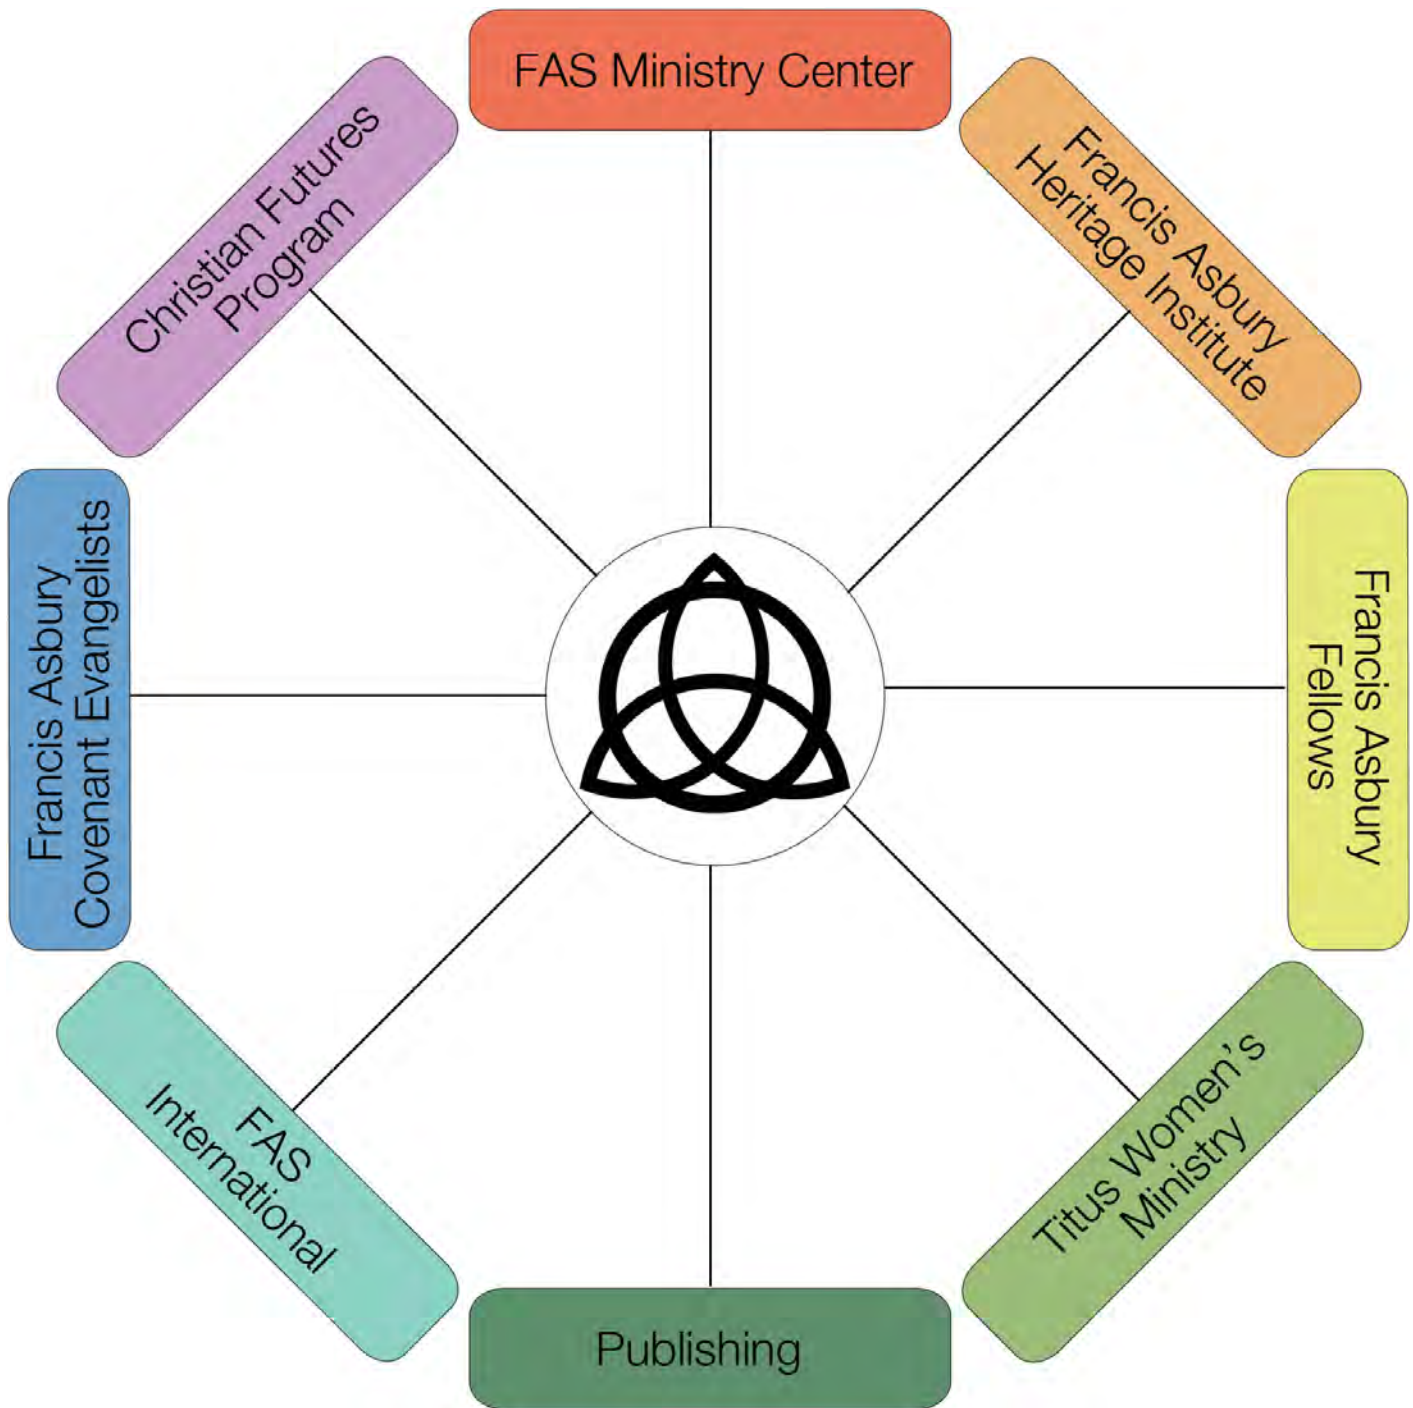 FAS Ministry Center
Francis Asbury
Heritage Institute
Francis Asbury
Fellows
Titus Women's
Ministry
Publishing
FAS
International
Francis Asbury
Covenant Evangelists
Christian Futures
Program